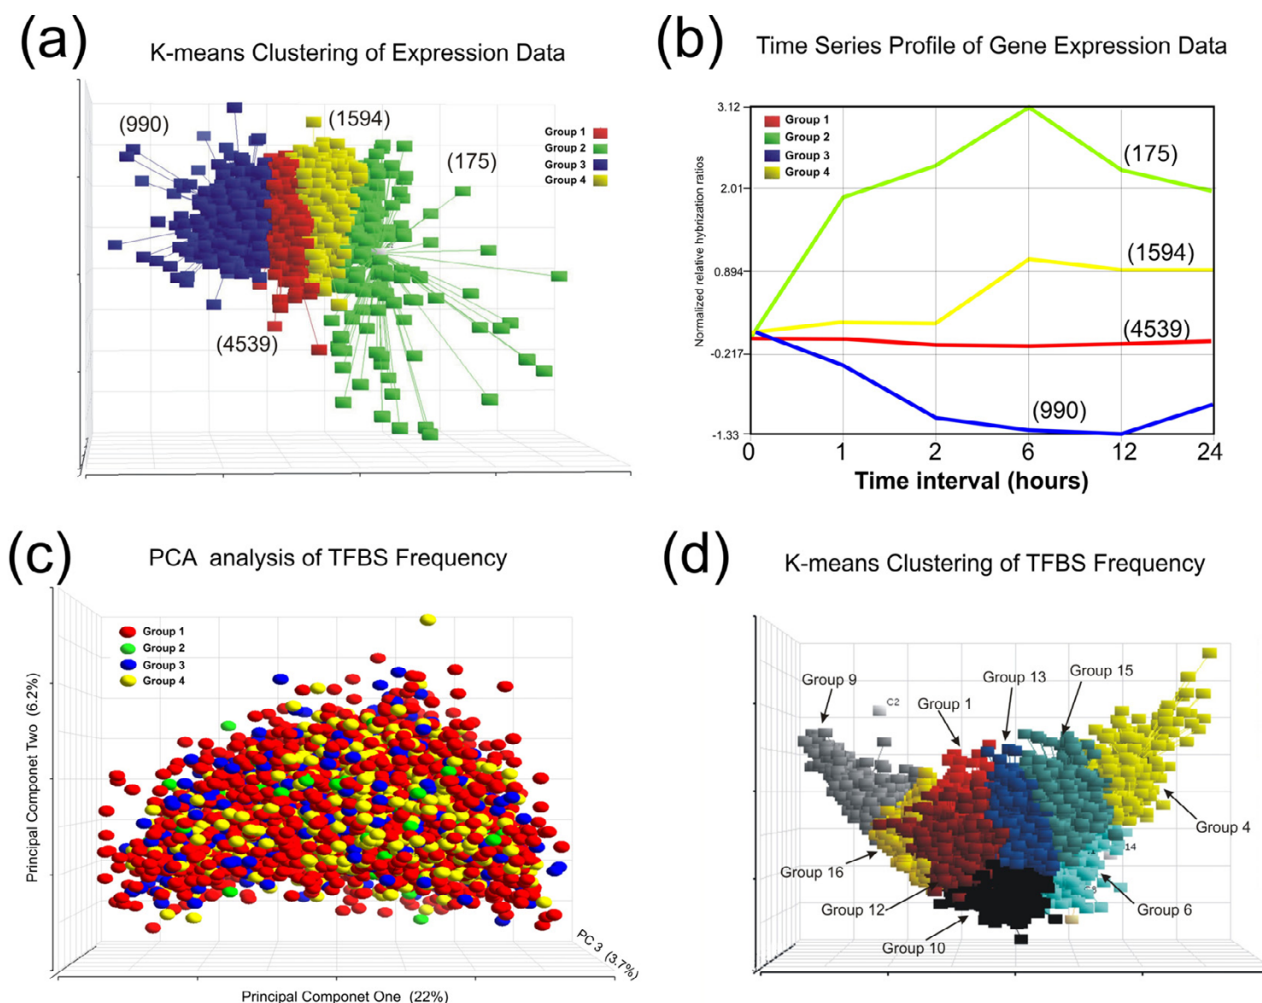 (a)
K-means Clustering of Expression Data
(990)
(1594)
(175)
(4539)
Group 1
Group 2
Group 3
Group 4
(b)
Time Series Profile of Gene Expression Data
Normalized relative hybrization ratios
3.12
2.01
0.894
-0.217
-1.33
Group 1
Group 2
Group 3
Group 4
(175)
(1594)
(4539)
(990)
0 1 2 6 12 24
Time interval (hours)
(c)
PCA analysis of TFBS Frequency
Group 1
Group 2
Group 3
Group 4
Principal Componet Two (6.2%)
PC 3 (3.7%)
Principal Componet One (22%)
(d)
K-means Clustering of TFBS Frequency
Group 9
C2
Group 1
Group 13
Group 15
Group 4
14
Group 16
Group 12
Group 10
Group 6